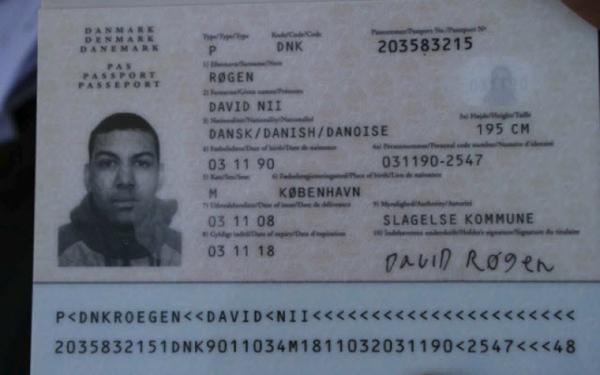 DANMARK
DENMARK
DANEMARK
PAS
PASSPORT
PASSEPORT
Type/Type/Type
Kode/Code/Code
Pasnummer/Passport No./Passeport N°
P
DNK
203583215
1) Efternavn/Surname/Nom
RØGEN
2) Fornavne/Given names/Prénoms
DAVID NII
3) Nationalitet/Nationality/Nationalité
3a) Højde/Height/Taille
DANSK/DANISH/DANOISE
195 CM
4) Fødselsdato/Date of birth/Date de naissance
4a) Personnummer/Personal code number/Numéro d'identité
03 11 90
031190-2547
5) Køn/Sex/Sexe
6) Fødselsregistreringssted/Place of birth/Lieu de naissance
M
KØBENHAVN
7) Udstedelsesdato/Date of issue/Date de délivrance
9) Myndighed/Authority/Autorité
03 11 08
SLAGELSE KOMMUNE
8) Gyldigt indtil/Date of expiry/Date d'expiration
10) Indehaverens underskrift/Holder's signature/Signature du titulaire
03 11 18
David Røgen
P<DNKROEGEN<<DAVID<NII<<<<<<<<<<<<<<<<<<<<<<
2035832151DNK9011034M1811032031190<2547<<<48